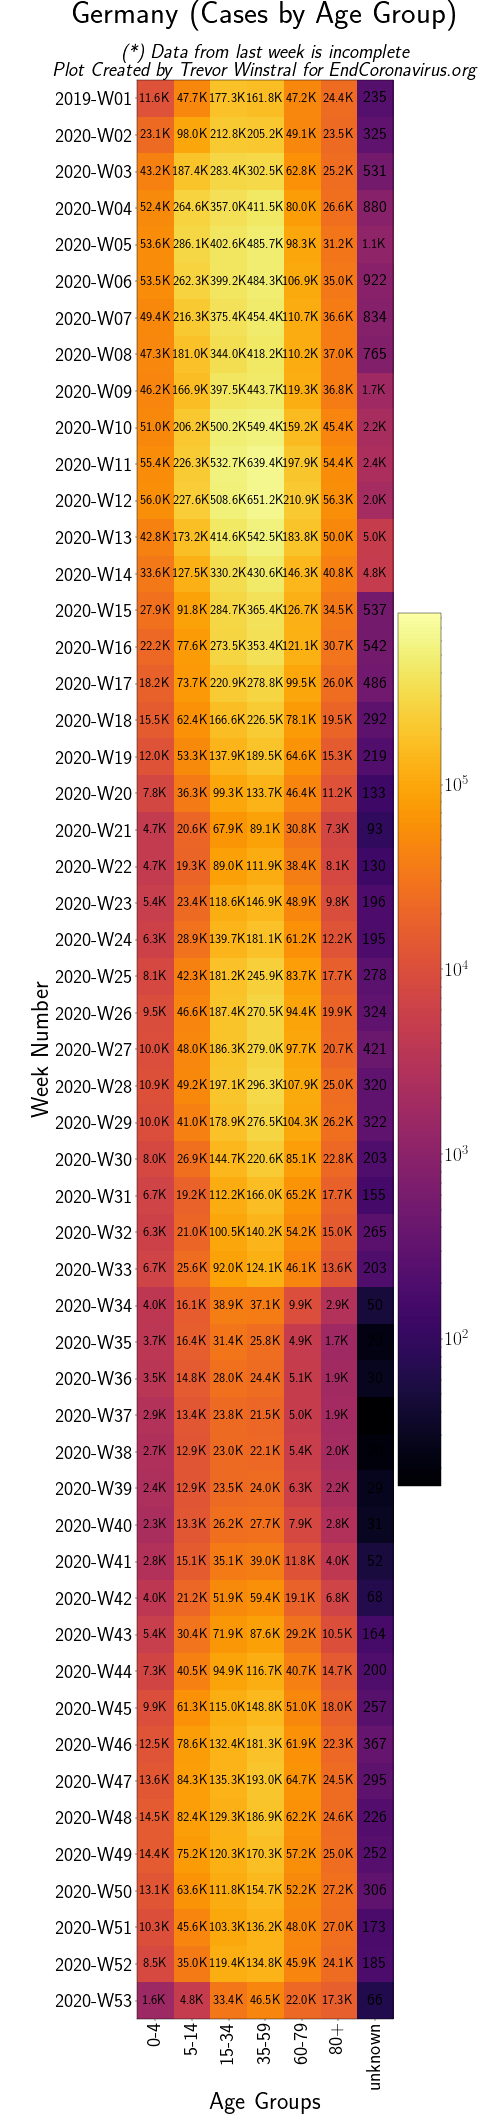 Germany (Cases by Age Group)
(*) Data from last week is incomplete
Plot Created by Trevor Winstral for EndCoronavirus.org
2019-W01 11.6K 47.7K 177.3K 161.8K 47.2K 24.4K 235
2020-W02 23.1K 98.0K 212.8K 205.2K 49.1K 23.5K 325
2020-W03 43.2K 187.4K 283.4K 302.5K 62.8K 25.2K 531
2020-W04 52.4K 264.6K 357.0K 411.5K 80.0K 26.6K 880
2020-W05 53.6K 286.1K 402.6K 485.7K 98.3K 31.2K 1.1K
2020-W06 53.5K 262.3K 399.2K 484.3K 106.9K 35.0K 922
2020-W07 49.4K 216.3K 375.4K 454.4K 110.7K 36.6K 834
2020-W08 47.3K 181.0K 344.0K 418.2K 110.2K 37.0K 765
2020-W09 46.2K 166.9K 397.5K 443.7K 119.3K 36.8K 1.7K
2020-W10 51.0K 206.2K 500.2K 549.4K 159.2K 45.4K 2.2K
2020-W11 55.4K 226.3K 532.7K 639.4K 197.9K 54.4K 2.4K
2020-W12 56.0K 227.6K 508.6K 651.2K 210.9K 56.3K 2.0K
2020-W13 42.8K 173.2K 414.6K 542.5K 183.8K 50.0K 5.0K
2020-W14 33.6K 127.5K 330.2K 430.6K 146.3K 40.8K 4.8K
2020-W15 27.9K 91.8K 284.7K 365.4K 126.7K 34.5K 537
2020-W16 22.2K 77.6K 273.5K 353.4K 121.1K 30.7K 542
2020-W17 18.2K 73.7K 220.9K 278.8K 99.5K 26.0K 486
2020-W18 15.5K 62.4K 166.6K 226.5K 78.1K 19.5K 292
2020-W19 12.0K 53.3K 137.9K 189.5K 64.6K 15.3K 219
2020-W20 7.8K 36.3K 99.3K 133.7K 46.4K 11.2K 133
2020-W21 4.7K 20.6K 67.9K 89.1K 30.8K 7.3K 93
2020-W22 4.7K 19.3K 89.0K 111.9K 38.4K 8.1K 130
2020-W23 5.4K 23.4K 118.6K 146.9K 48.9K 9.8K 196
2020-W24 6.3K 28.9K 139.7K 181.1K 61.2K 12.2K 195
2020-W25 8.1K 42.3K 181.2K 245.9K 83.7K 17.7K 278
2020-W26 9.5K 46.6K 187.4K 270.5K 94.4K 19.9K 324
2020-W27 10.0K 48.0K 186.3K 279.0K 97.7K 20.7K 421
2020-W28 10.9K 49.2K 197.1K 296.3K 107.9K 25.0K 320
2020-W29 10.0K 41.0K 178.9K 276.5K 104.3K 26.2K 322
2020-W30 8.0K 26.9K 144.7K 220.6K 85.1K 22.8K 203
2020-W31 6.7K 19.2K 112.2K 166.0K 65.2K 17.7K 155
2020-W32 6.3K 21.0K 100.5K 140.2K 54.2K 15.0K 265
2020-W33 6.7K 25.6K 92.0K 124.1K 46.1K 13.6K 203
2020-W34 4.0K 16.1K 38.9K 37.1K 9.9K 2.9K 50
2020-W35 3.7K 16.4K 31.4K 25.8K 4.9K 1.7K
2020-W36 3.5K 14.8K 28.0K 24.4K 5.1K 1.9K 30
2020-W37 2.9K 13.4K 23.8K 21.5K 5.0K 1.9K
2020-W38 2.7K 12.9K 23.0K 22.1K 5.4K 2.0K
2020-W39 2.4K 12.9K 23.5K 24.0K 6.3K 2.2K
2020-W40 2.3K 13.3K 26.2K 27.7K 7.9K 2.8K 31
2020-W41 2.8K 15.1K 35.1K 39.0K 11.8K 4.0K 52
2020-W42 4.0K 21.2K 51.9K 59.4K 19.1K 6.8K 68
2020-W43 5.4K 30.4K 71.9K 87.6K 29.2K 10.5K 164
2020-W44 7.3K 40.5K 94.9K 116.7K 40.7K 14.7K 200
2020-W45 9.9K 61.3K 115.0K 148.8K 51.0K 18.0K 257
2020-W46 12.5K 78.6K 132.4K 181.3K 61.9K 22.3K 367
2020-W47 13.6K 84.3K 135.3K 193.0K 64.7K 24.5K 295
2020-W48 14.5K 82.4K 129.3K 186.9K 62.2K 24.6K 226
2020-W49 14.4K 75.2K 120.3K 170.3K 57.2K 25.0K 252
2020-W50 13.1K 63.6K 111.8K 154.7K 52.2K 27.2K 306
2020-W51 10.3K 45.6K 103.3K 136.2K 48.0K 27.0K 173
2020-W52 8.5K 35.0K 119.4K 134.8K 45.9K 24.1K 185
2020-W53 1.6K 4.8K 33.4K 46.5K 22.0K 17.3K 66
0-4 5-14 15-34 35-59 60-79 80+ unknown
Age Groups
Week Number
10^5
10^4
10^3
10^2